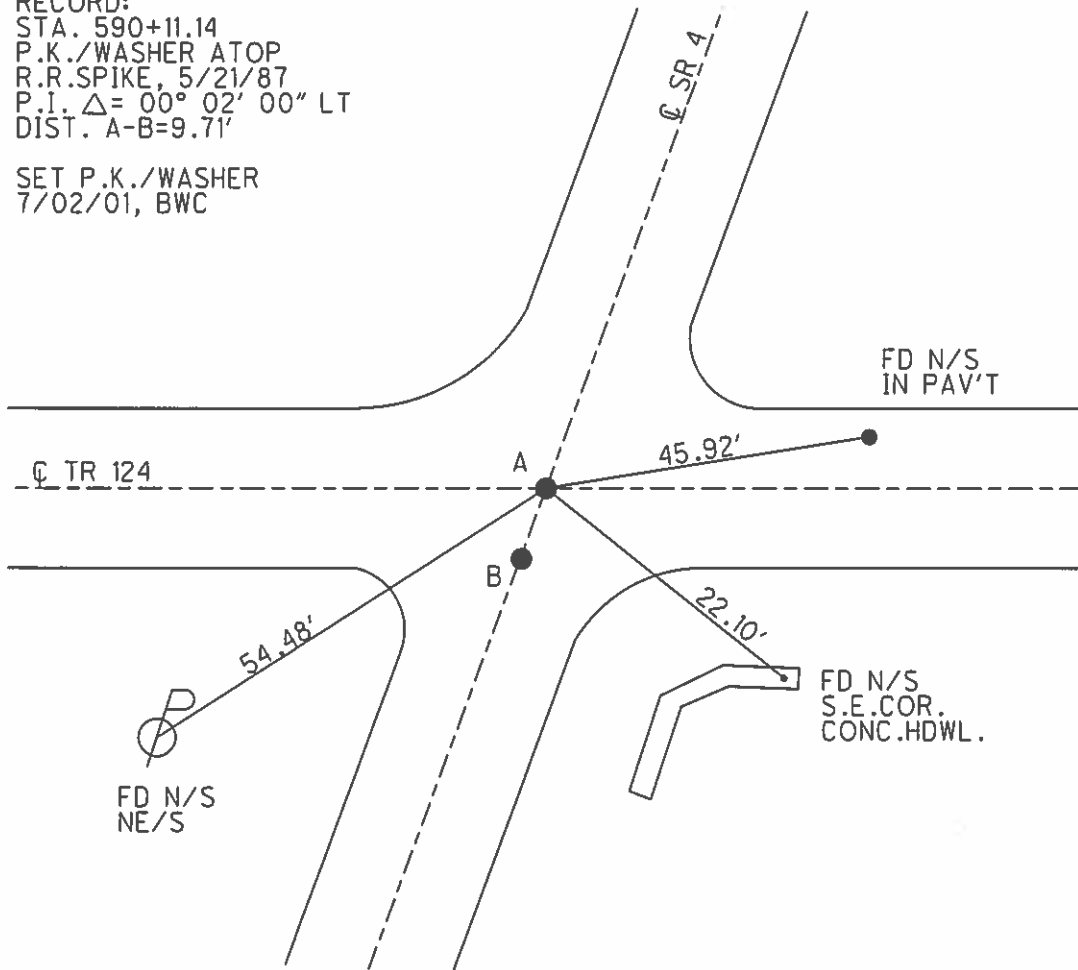 RECORD:
STA. 590+11.14
P.K./WASHER ATOP
R.R.SPIKE, 5/21/87
P.I. △= 00° 02' 00" LT
DIST. A-B=9.71'
SET P.K./WASHER
7/02/01, BWC
℄ SR 4
FD N/S
IN PAV'T
45.92'
A
℄ TR 124
B
22.10'
54.48'
FD N/S
S.E.COR.
CONC.HDWL.
P
FD N/S
NE/S